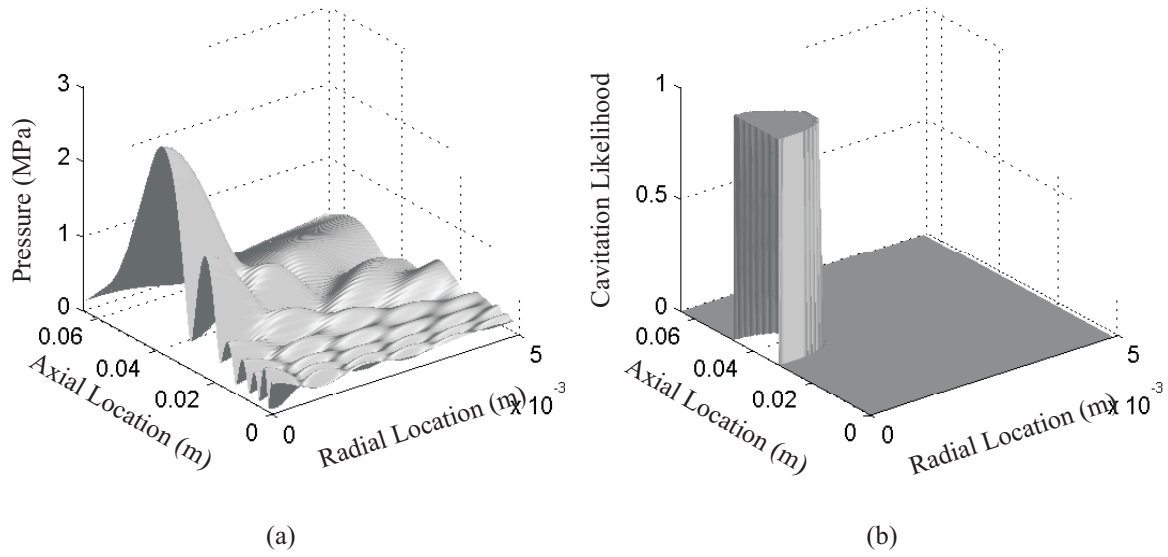 3
2
1
0
Pressure (MPa)
0.06
0.04
0.02
0
Axial Location (m)
0
5
x 10
-3
Radial Location (m)
(a)
1
0.5
0
Cavitation Likelihood
0.06
0.04
0.02
0
Axial Location (m)
0
5
x 10
-3
Radial Location (m)
(b)